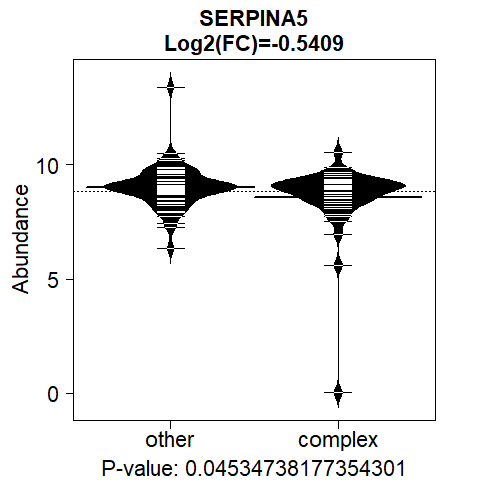 SERPINA5
Log2(FC)=-0.5409
Abundance
10
5
0
other complex
P-value: 0.04534738177354301